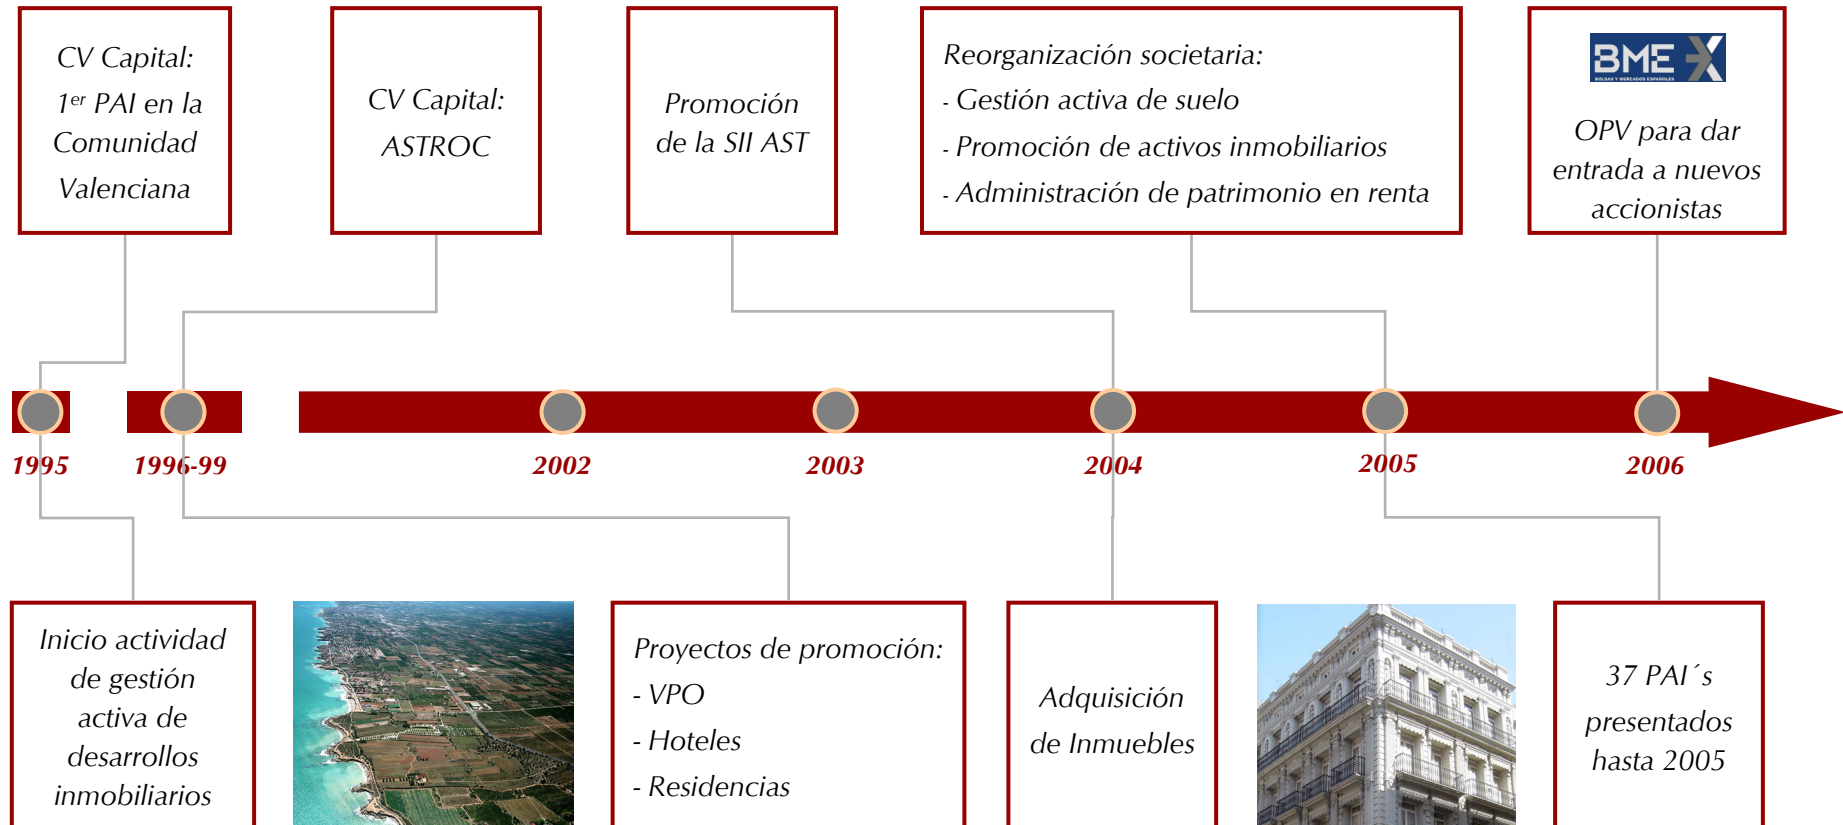 CV Capital:
1er PAI en la
Comunidad
Valenciana
CV Capital:
ASTROC
Promoción
de la SII AST
Reorganización societaria:
- Gestión activa de suelo
- Promoción de activos inmobiliarios
- Administración de patrimonio en renta
BME X
BOLSAS Y MERCADOS ESPAÑOLES
OPV para dar
entrada a nuevos
accionistas
1995
1996-99
2002
2003
2004
2005
2006
Inicio actividad
de gestión
activa de
desarrollos
inmobiliarios
Proyectos de promoción:
- VPO
- Hoteles
- Residencias
Adquisición
de Inmuebles
37 PAI´s
presentados
hasta 2005